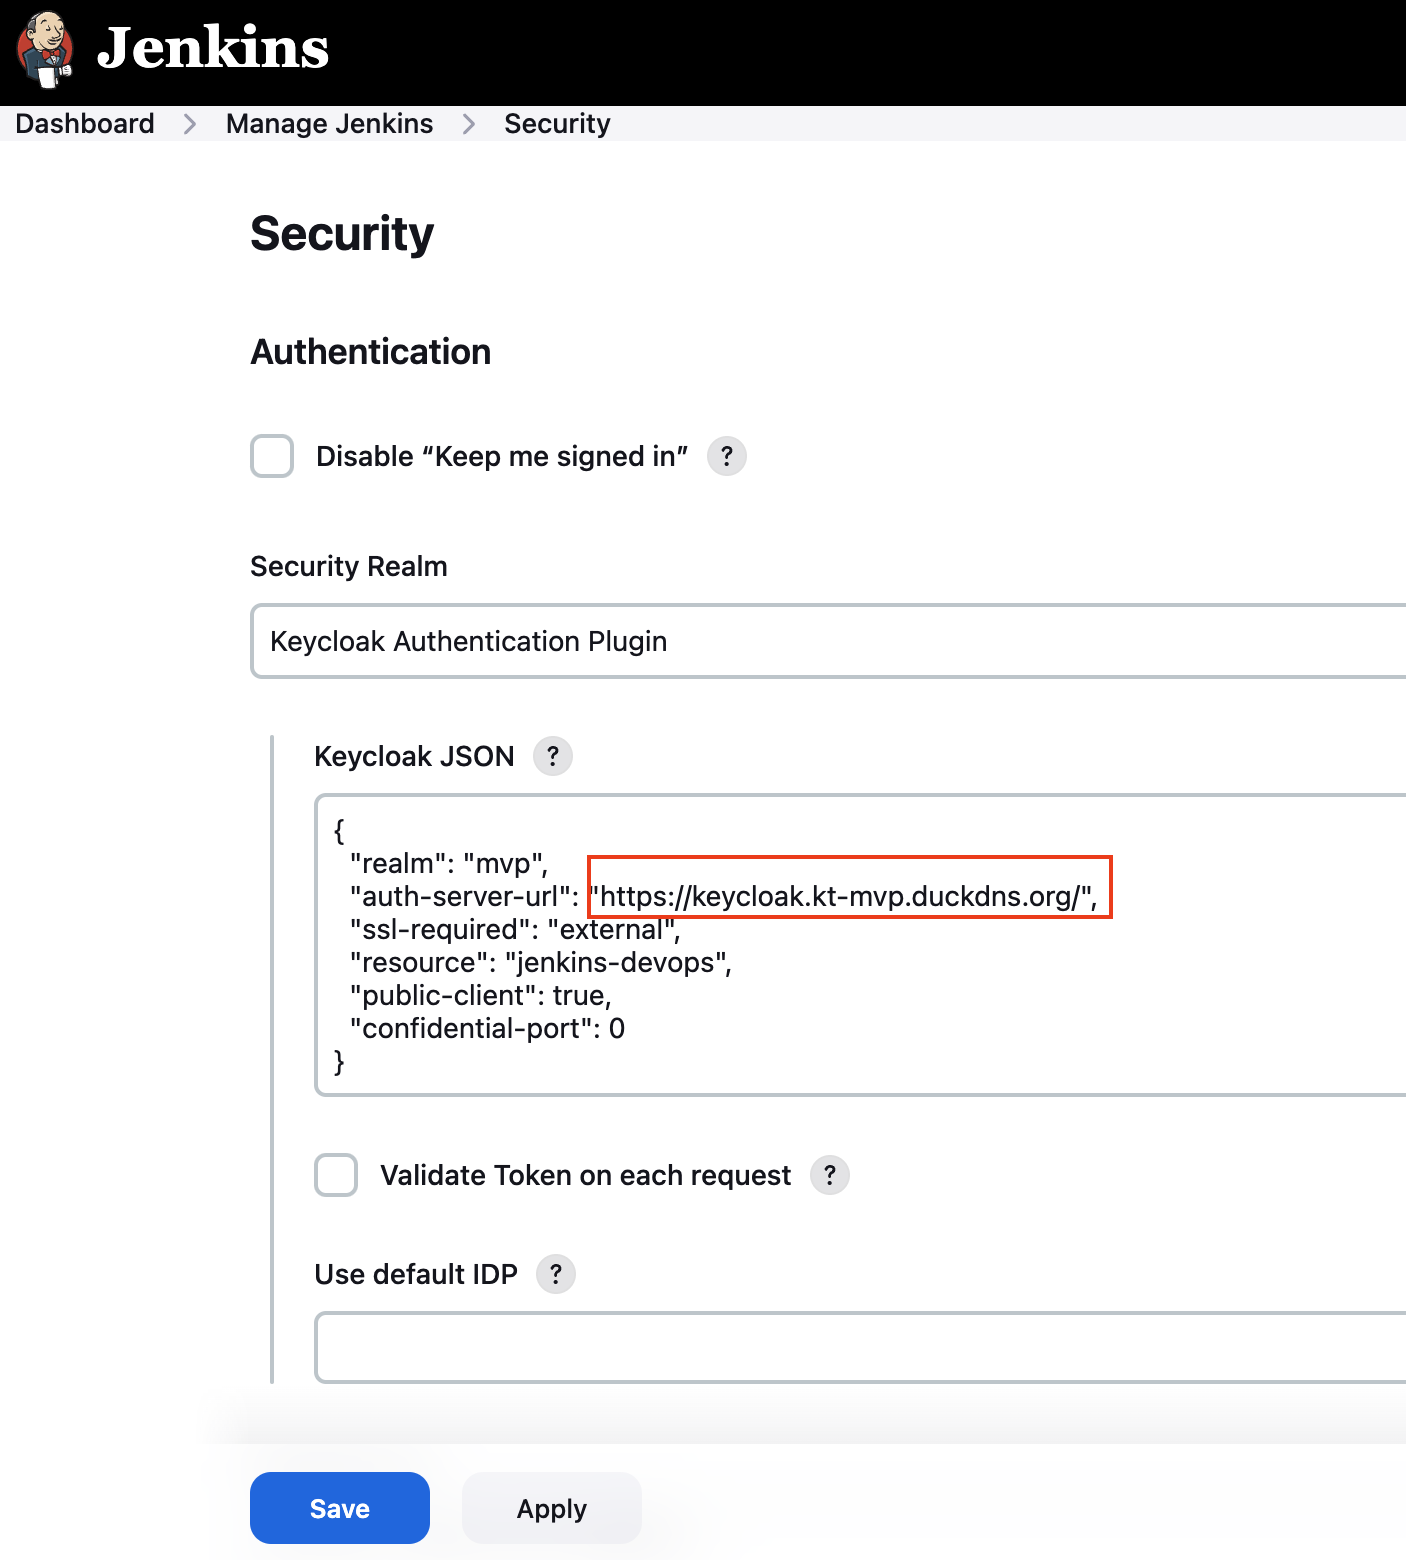 Jenkins
Dashboard > Manage Jenkins > Security
Security
Authentication
Disable “Keep me signed in” ?
Security Realm
Keycloak Authentication Plugin
Keycloak JSON ?
{
  "realm": "mvp",
  "auth-server-url": "https://keycloak.kt-mvp.duckdns.org/",
  "ssl-required": "external",
  "resource": "jenkins-devops",
  "public-client": true,
  "confidential-port": 0
}
Validate Token on each request ?
Use default IDP ?
Save Apply